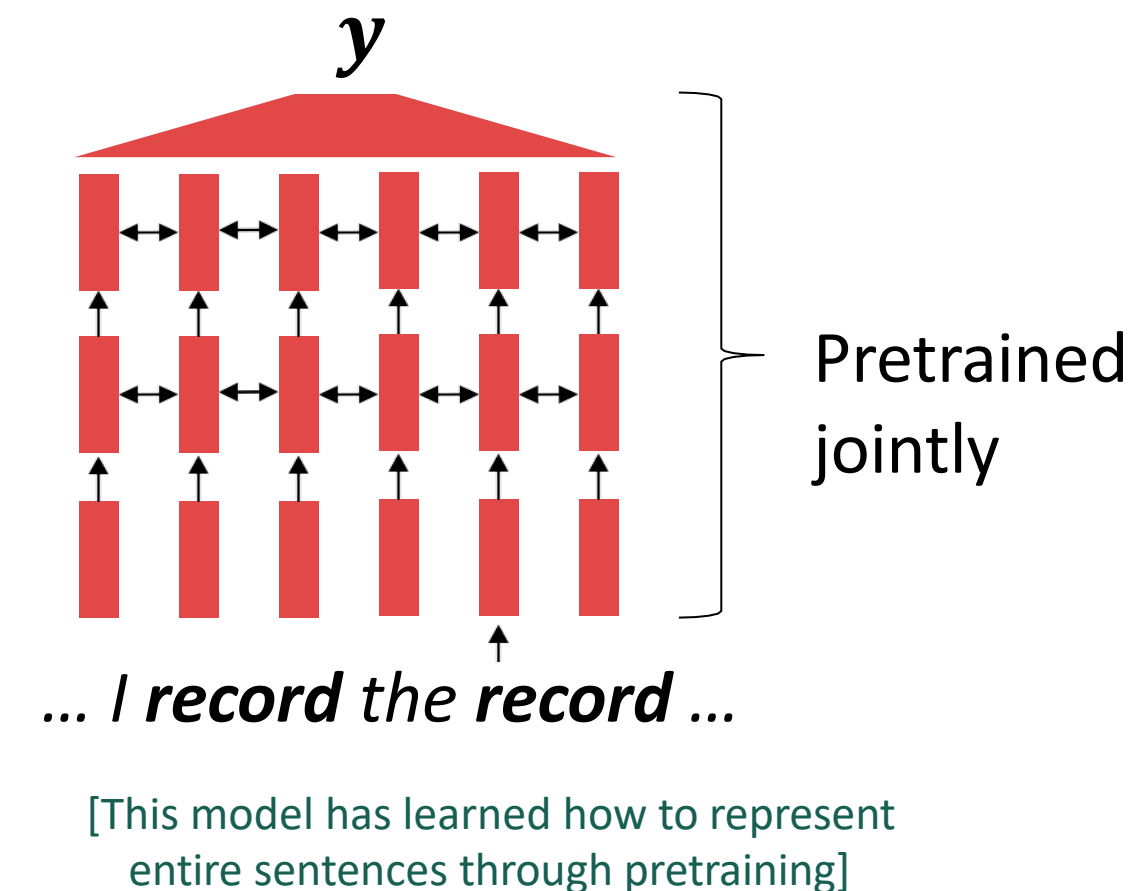 y
Pretrained
jointly
... I record the record ...
[This model has learned how to represent
entire sentences through pretraining]